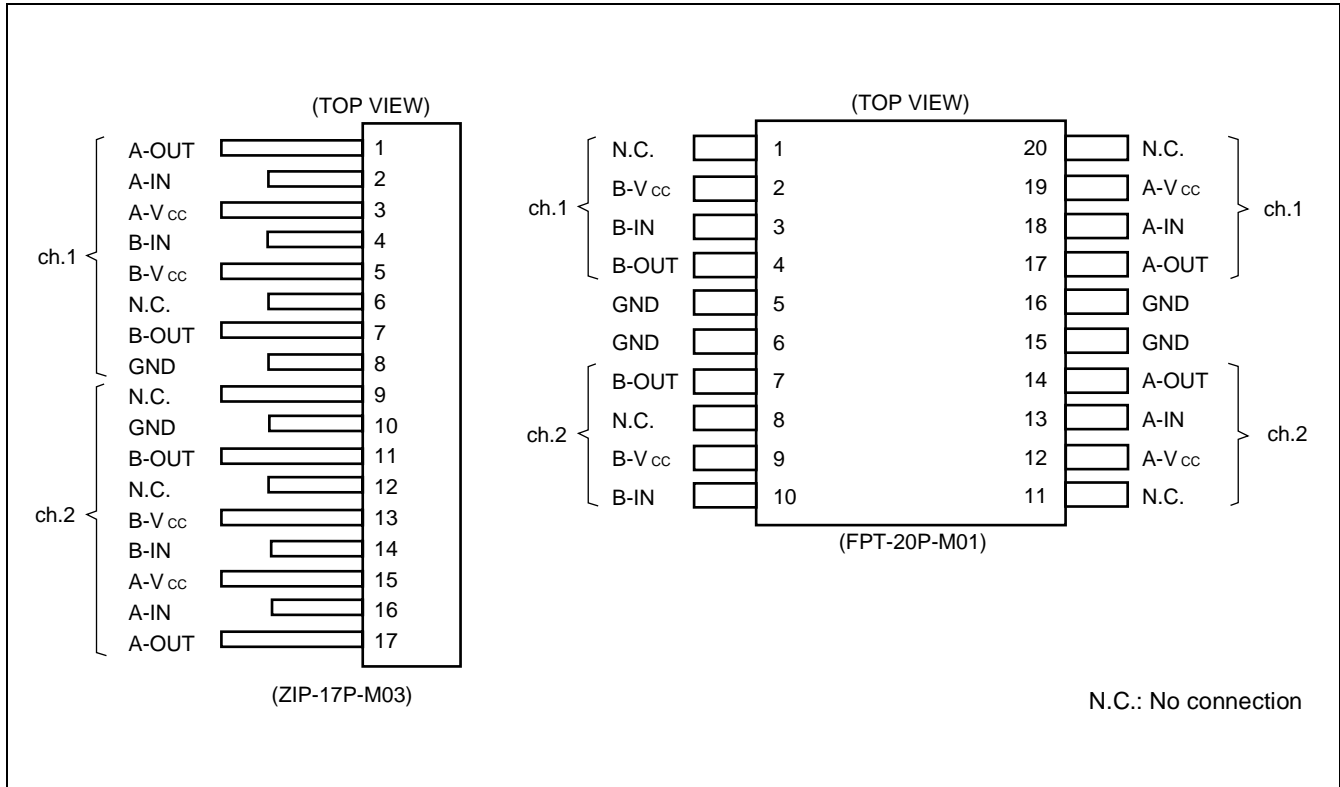 (TOP VIEW)
A-OUT 1
A-IN 2
A-VCC 3
B-IN 4
ch.1
B-VCC 5
N.C. 6
B-OUT 7
GND 8
N.C. 9
GND 10
B-OUT 11
N.C. 12
ch.2
B-VCC 13
B-IN 14
A-VCC 15
A-IN 16
A-OUT 17
(ZIP-17P-M03)
(TOP VIEW)
N.C. 1 20 N.C.
B-VCC 2 19 A-VCC
ch.1 ch.1
B-IN 3 18 A-IN
B-OUT 4 17 A-OUT
GND 5 16 GND
GND 6 15 GND
B-OUT 7 14 A-OUT
N.C. 8 13 A-IN
ch.2 ch.2
B-VCC 9 12 A-VCC
B-IN 10 11 N.C.
(FPT-20P-M01)
N.C.: No connection